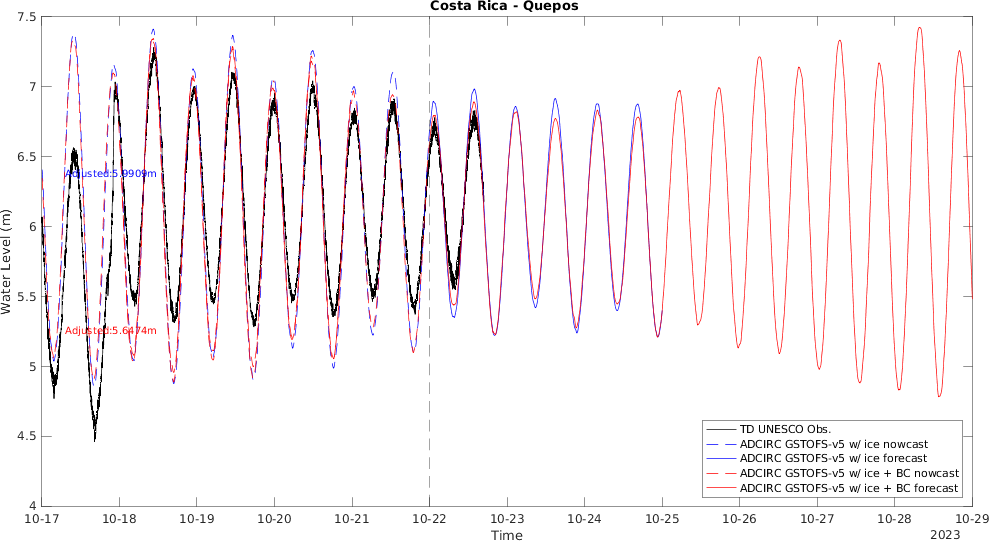 Costa Rica - Quepos
7.5
7
6.5
6
5.5
5
4.5
4
Water Level (m)
Adjusted:5.9909m
Adjusted:5.6474m
TD UNESCO Obs.
ADCIRC GSTOFS-v5 w/ ice nowcast
ADCIRC GSTOFS-v5 w/ ice forecast
ADCIRC GSTOFS-v5 w/ ice + BC nowcast
ADCIRC GSTOFS-v5 w/ ice + BC forecast
10-17 10-18 10-19 10-20 10-21 10-22 10-23 10-24 10-25 10-26 10-27 10-28 10-29
Time
2023